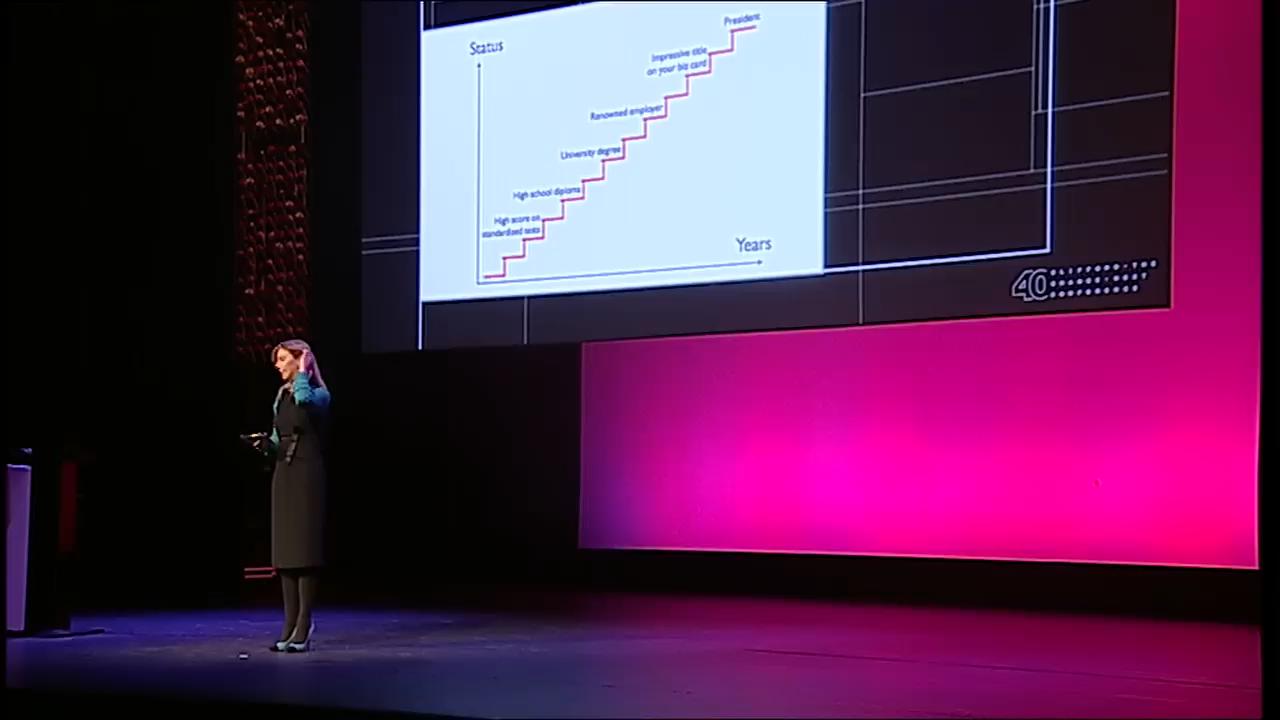 Status
President
Impressive title
on your biz card
Renowned employer
University degree
High school diploma
High score on
standardized tests
Years
40